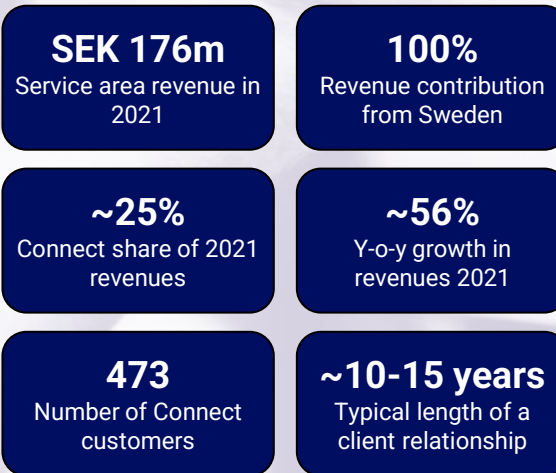 SEK 176m
Service area revenue in
2021
100%
Revenue contribution
from Sweden
~25%
Connect share of 2021
revenues
~56%
Y-o-y growth in
revenues 2021
473
Number of Connect
customers
~10-15 years
Typical length of a
client relationship